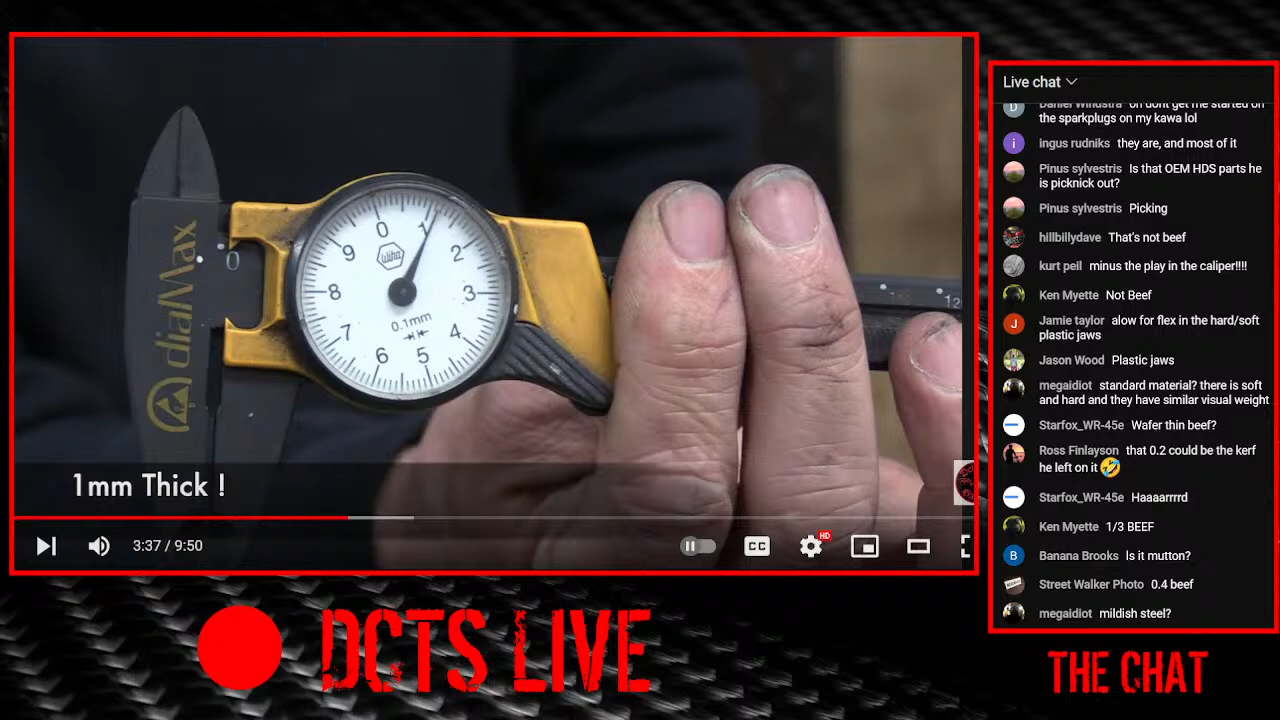 diaMax
0
0
1
2
3
4
5
6
7
8
9
wiha
0.1mm
1mm Thick !
3:37 / 9:50
CC
HD
DCTS LIVE
Live chat
D
the sparkplugs on my kawa lol
i ingus rudniks they are, and most of it
Pinus sylvestris Is that OEM HDS parts he
is picknick out?
Pinus sylvestris Picking
hillbillydave That's not beef
kurt peil minus the play in the caliper!!!!
Ken Myette Not Beef
J Jamie taylor alow for flex in the hard/soft
plastic jaws
Jason Wood Plastic jaws
megaidiot standard material? there is soft
and hard and they have similar visual weight
Starfox_WR-45e Wafer thin beef?
Ross Finlayson that 0.2 could be the kerf
he left on it 🤣
Starfox_WR-45e Haaaarrrrd
Ken Myette 1/3 BEEF
B Banana Brooks Is it mutton?
Street Walker Photo 0.4 beef
megaidiot mildish steel?
THE CHAT